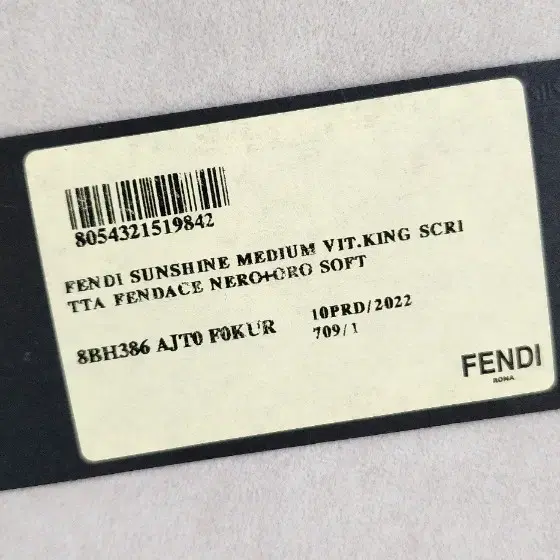 8054321519842
FENDI SUNSHINE MEDIUM VIT.KING SCRI
TTA FENDACE NERO+ORO SOFT
8BH386 AJT0 F0KUR
10PRD/2022
709/1
FENDI
ROMA